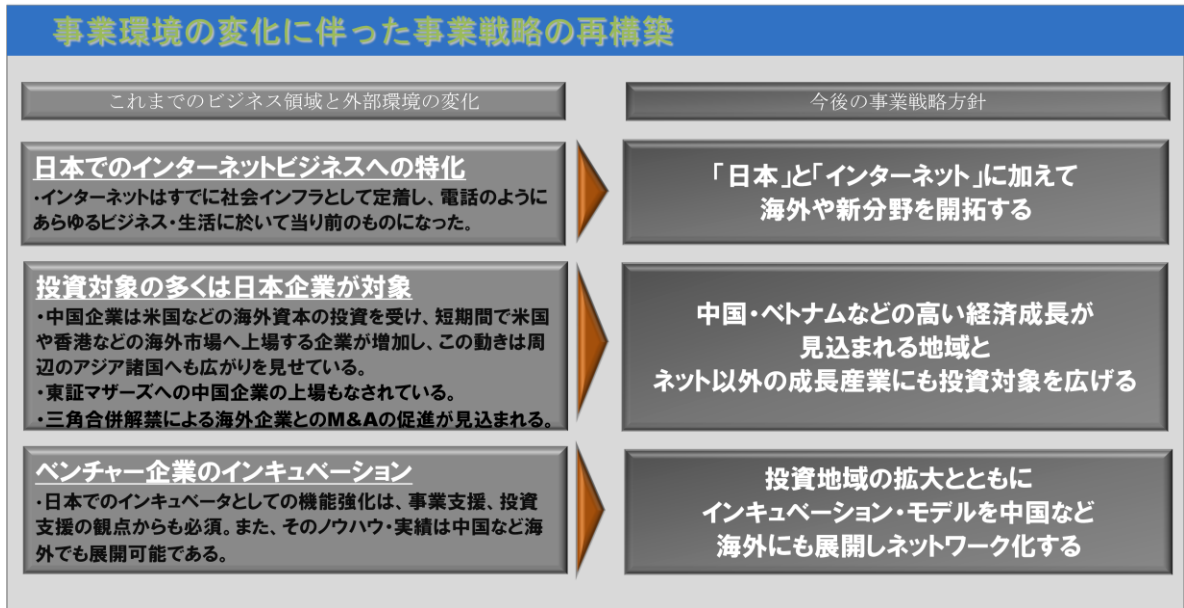 事業環境の変化に伴った事業戦略の再構築
これまでのビジネス領域と外部環境の変化
今後の事業戦略方針
日本でのインターネットビジネスへの特化
・インターネットはすでに社会インフラとして定着し、電話のように
あらゆるビジネス・生活に於いて当り前のものになった。
「日本」と「インターネット」に加えて
海外や新分野を開拓する
投資対象の多くは日本企業が対象
・中国企業は米国などの海外資本の投資を受け、短期間で米国
や香港などの海外市場へ上場する企業が増加し、この動きは周
辺のアジア諸国へも広がりを見せている。
・東証マザーズへの中国企業の上場もなされている。
・三角合併解禁による海外企業とのM&Aの促進が見込まれる。
中国・ベトナムなどの高い経済成長が
見込まれる地域と
ネット以外の成長産業にも投資対象を広げる
ベンチャー企業のインキュベーション
・日本でのインキュベータとしての機能強化は、事業支援、投資
支援の観点からも必須。また、そのノウハウ・実績は中国など海
外でも展開可能である。
投資地域の拡大とともに
インキュベーション・モデルを中国など
海外にも展開しネットワーク化する